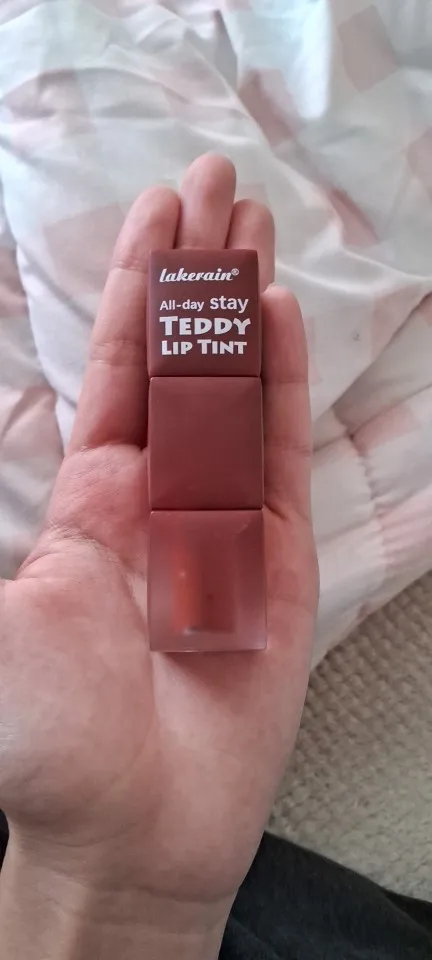 lakerain®
All-day stay
TEDDY
LIP TINT